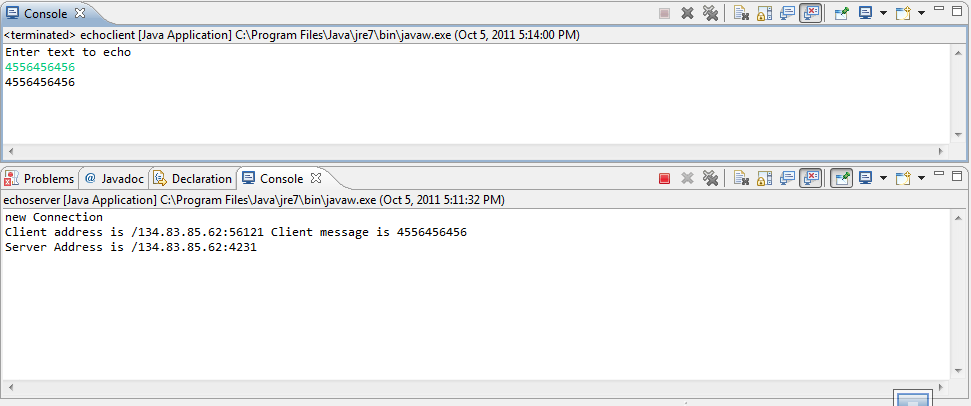 Console
<terminated> echoclient [Java Application] C:\Program Files\Java\jre7\bin\javaw.exe (Oct 5, 2011 5:14:00 PM)
Enter text to echo
4556456456
4556456456
Problems @ Javadoc Declaration Console
echoserver [Java Application] C:\Program Files\Java\jre7\bin\javaw.exe (Oct 5, 2011 5:11:32 PM)
new Connection
Client address is /134.83.85.62:56121 Client message is 4556456456
Server Address is /134.83.85.62:4231